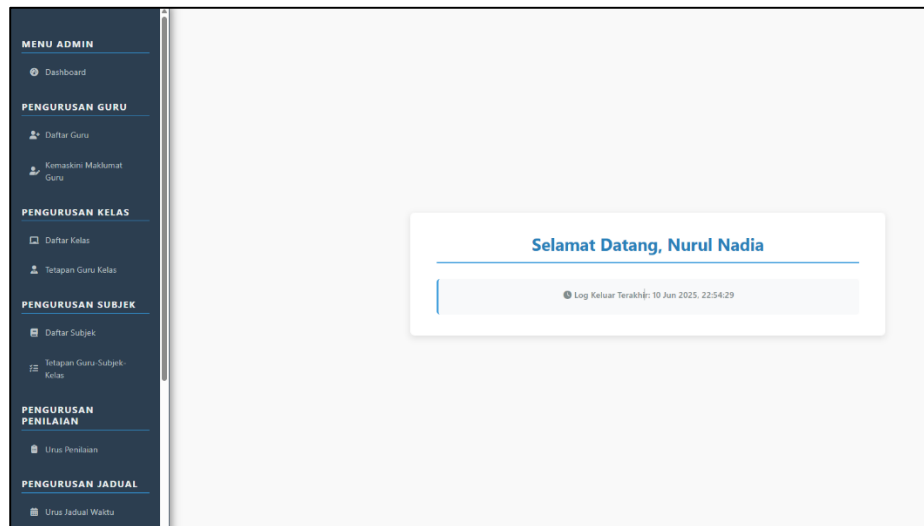 MENU ADMIN
Dashboard
PENGURUSAN GURU
Daftar Guru
Kemaskini Maklumat
Guru
PENGURUSAN KELAS
Daftar Kelas
Tetapan Guru Kelas
PENGURUSAN SUBJEK
Daftar Subjek
Tetapan Guru-Subjek-
Kelas
PENGURUSAN
PENILAIAN
Urus Penilaian
PENGURUSAN JADUAL
Urus Jadual Waktu
Selamat Datang, Nurul Nadia
Log Keluar Terakhir: 10 Jun 2025, 22:54:29